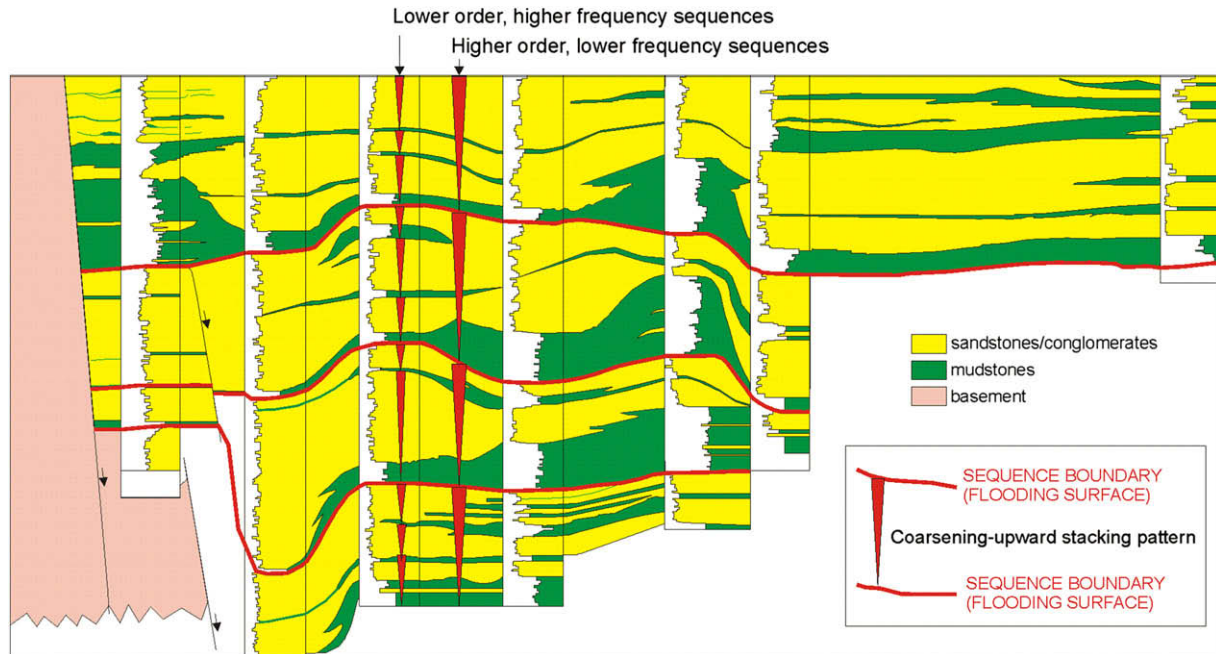 Lower order, higher frequency sequences
Higher order, lower frequency sequences
sandstones/conglomerates
mudstones
basement
SEQUENCE BOUNDARY
(FLOODING SURFACE)
Coarsening-upward stacking pattern
SEQUENCE BOUNDARY
(FLOODING SURFACE)